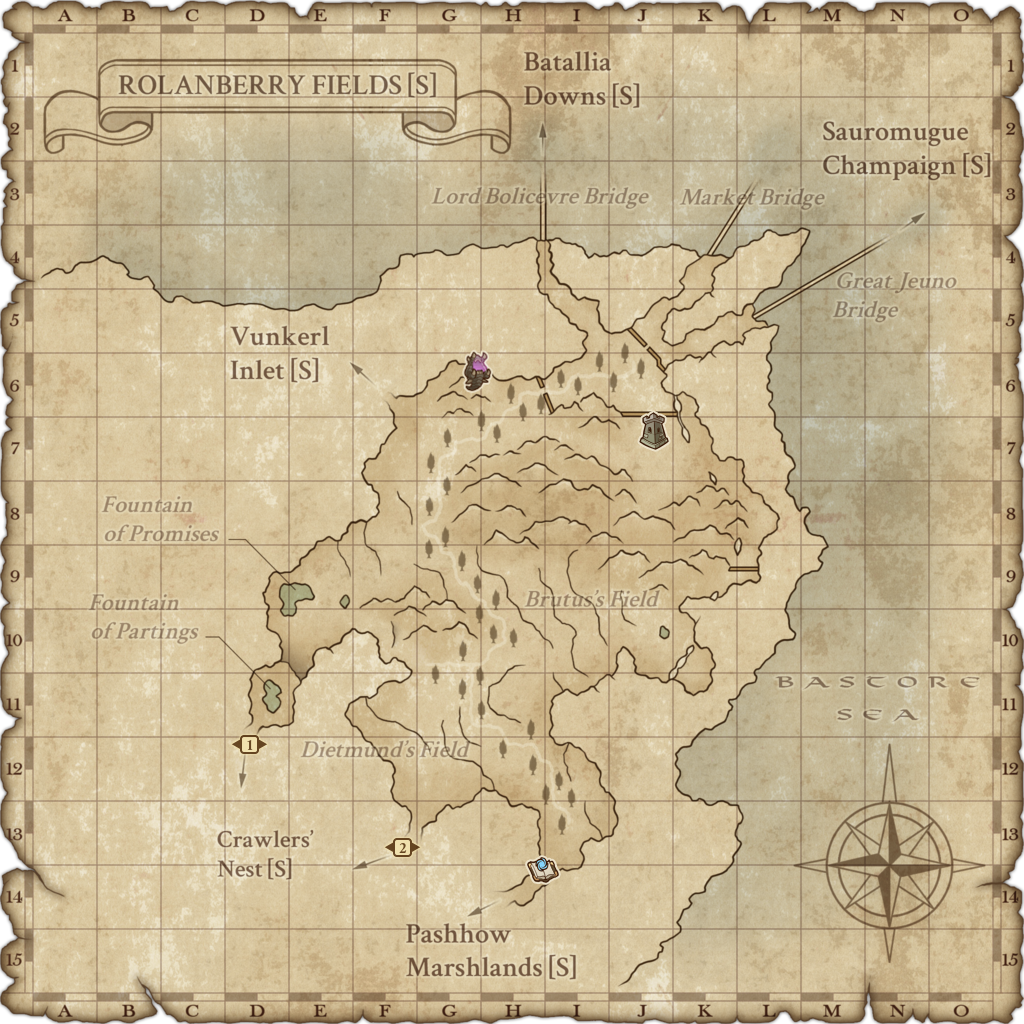 A B C D E F G H I J K L M N O
1 1
2 2
3 3
4 4
5 5
6 6
7 7
8 8
9 9
10 10
11 11
12 12
13 13
14 14
15 15
ROLANBERRY FIELDS [S]
Batallia
Downs [S]
Sauromugue
Champaign [S]
Lord Bolicevre Bridge
Market Bridge
Great Jeuno
Bridge
Vunkerl
Inlet [S]
Fountain
of Promises
Fountain
of Partings
Brutus's Field
BASTORE
SEA
1
Dietmund's Field
Crawlers'
Nest [S]
2
Pashhow
Marshlands [S]
A B C D E F G H I J K L M N O